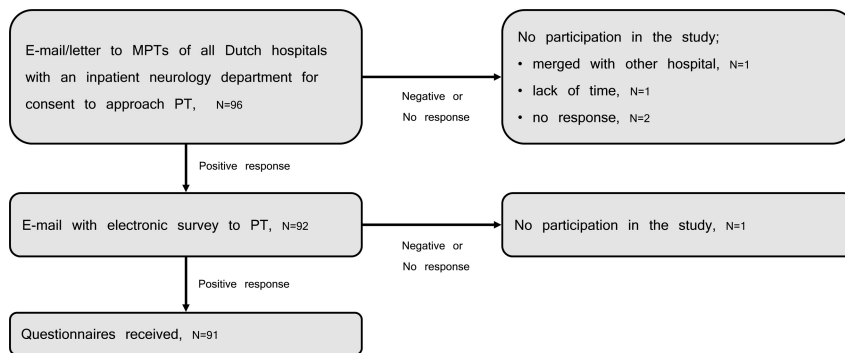 E-mail/letter to MPTs of all Dutch hospitals
with an inpatient neurology department for
consent to approach PT, N=96
Negative or
No response
No participation in the study;
• merged with other hospital, N=1
• lack of time, N=1
• no response, N=2
Positive response
E-mail with electronic survey to PT, N=92
Negative or
No response
No participation in the study, N=1
Positive response
Questionnaires received, N=91